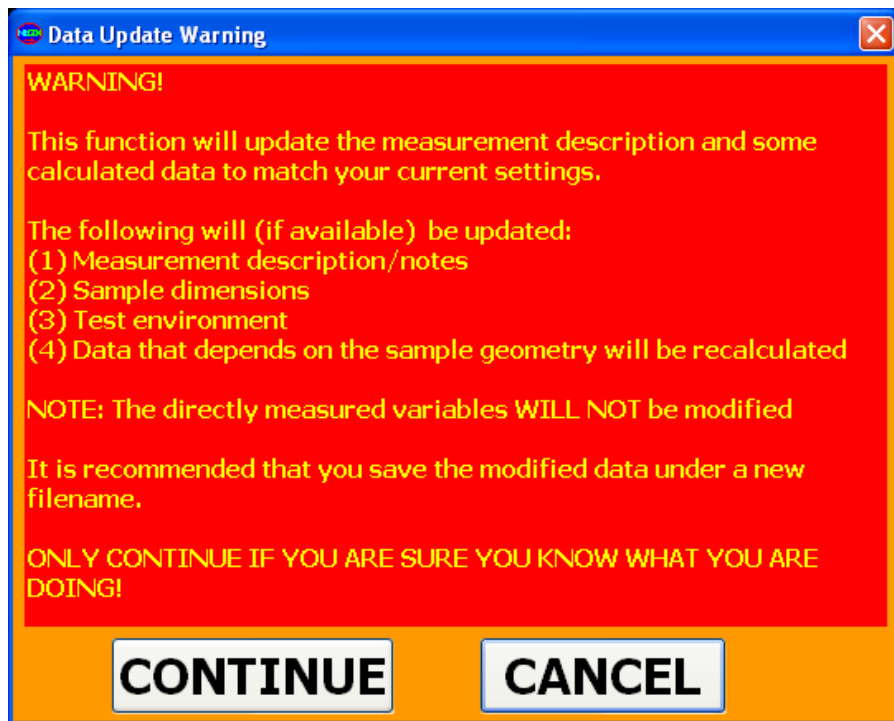 Data Update Warning
WARNING!
This function will update the measurement description and some
calculated data to match your current settings.
The following will (if available) be updated:
(1) Measurement description/notes
(2) Sample dimensions
(3) Test environment
(4) Data that depends on the sample geometry will be recalculated
NOTE: The directly measured variables WILL NOT be modified
It is recommended that you save the modified data under a new
filename.
ONLY CONTINUE IF YOU ARE SURE YOU KNOW WHAT YOU ARE
DOING!
CONTINUE CANCEL